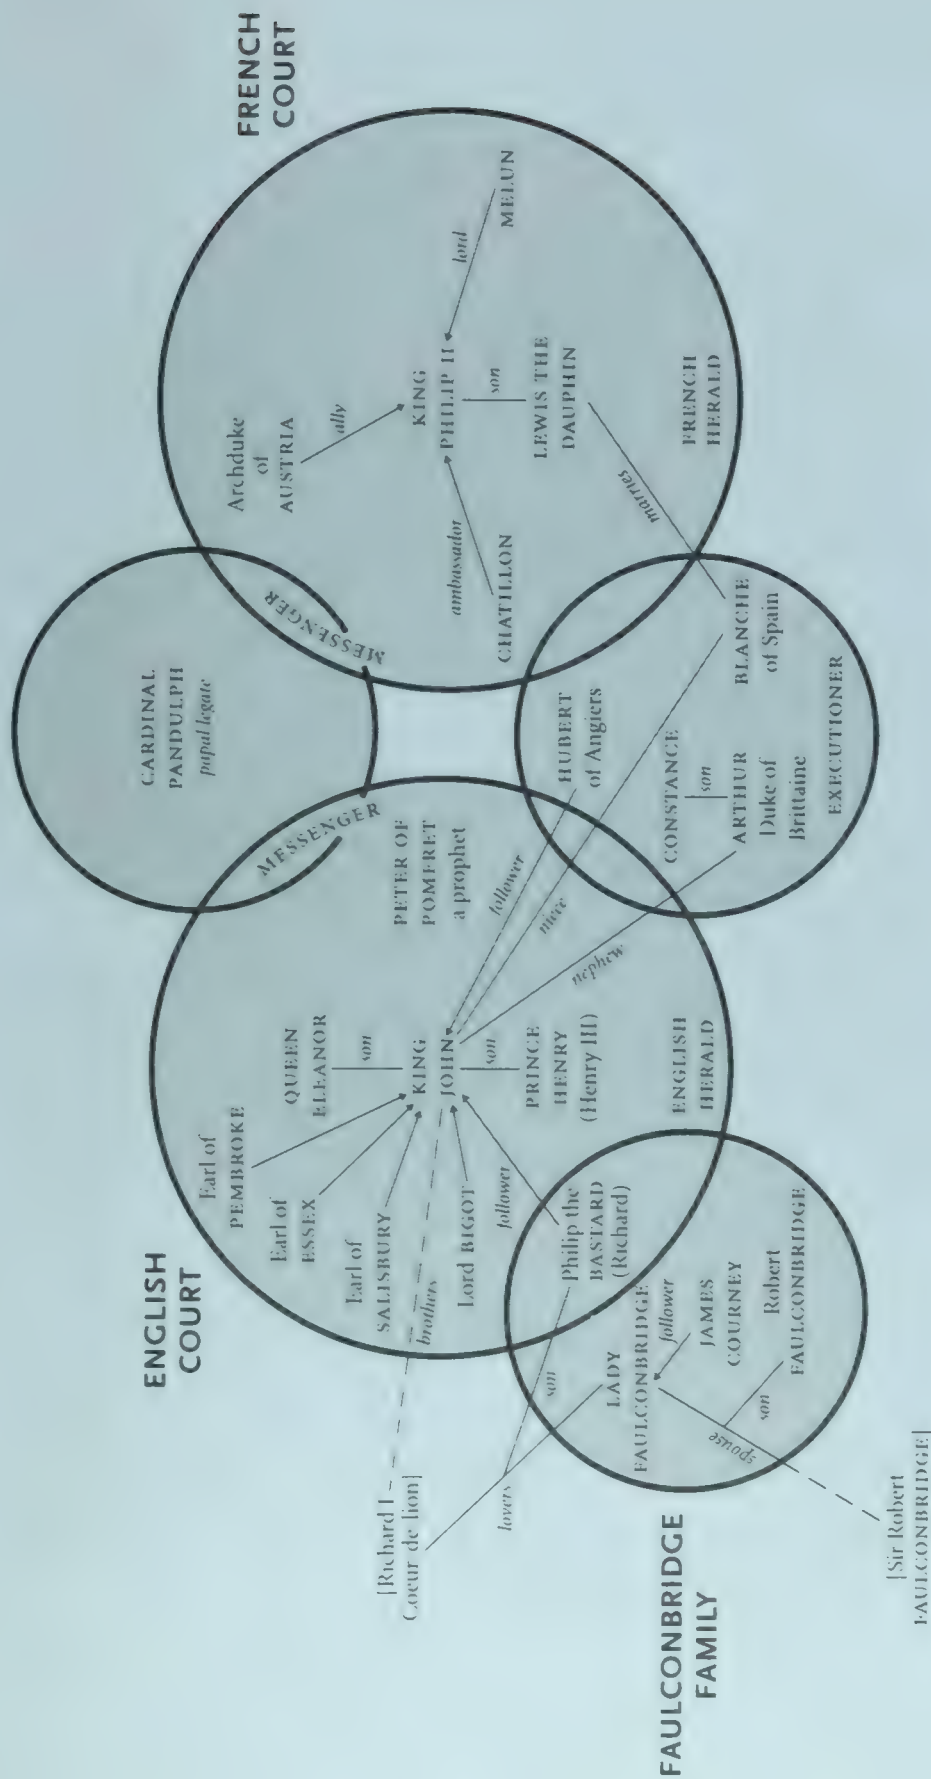 ENGLISH
COURT
FRENCH
COURT
CARDINAL
PANDULPH
papal legate
MESSENGER
MESSENGER
Earl of
PEMBROKE
Earl of
ESSEX
Earl of
SALISBURY
brothers
Lord BIGOT
follower
QUEEN
ELEANOR
son
KING
JOHN
son
PRINCE
HENRY
(Henry III)
ENGLISH
HERALD
PETER OF
POMFRET
a prophet
follower
niece
nephew
Archduke
of
AUSTRIA
ally
KING
PHILIP II
son
LEWIS THE
DAUPHIN
lord
MELUN
ambassador
CHATILLON
marries
FRENCH
HERALD
HUBERT
of Angiers
CONSTANCE
son
ARTHUR
Duke of
Brittaine
BLANCHE
of Spain
EXECUTIONER
[Richard I
Coeur de lion]
lovers
son
Philip the
BASTARD
(Richard)
LADY
FAULCONBRIDGE
follower
JAMES
COURNEY
Robert
FAULCONBRIDGE
son
spouse
[Sir Robert
FAULCONBRIDGE]
FAULCONBRIDGE
FAMILY